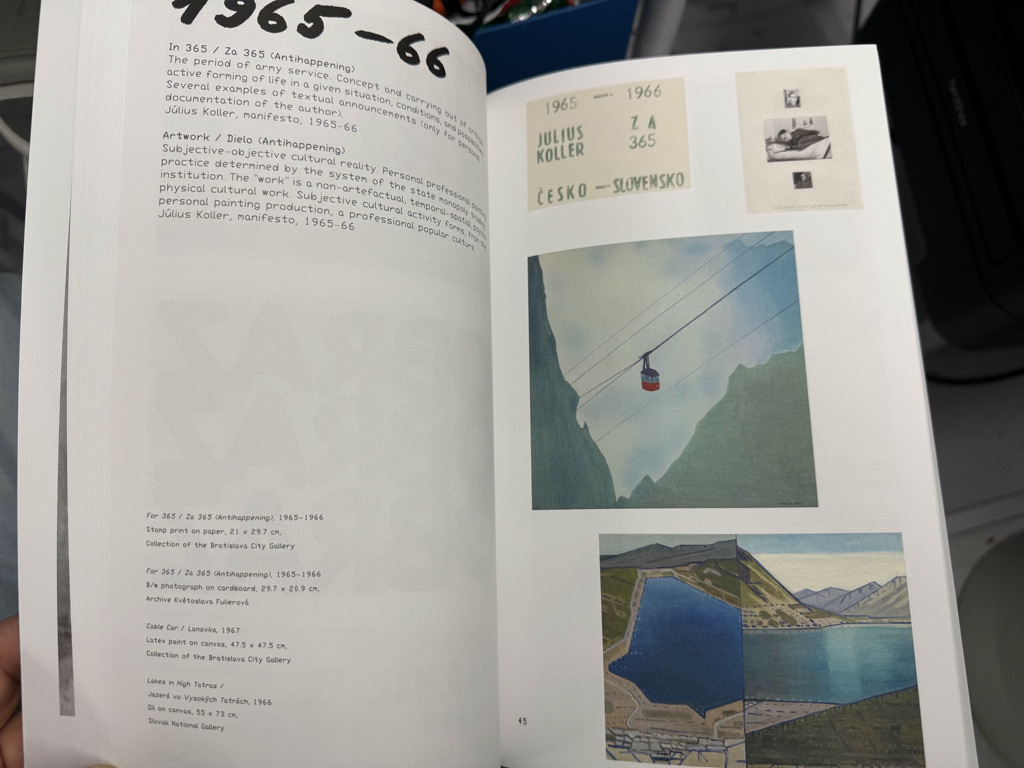 1965-66
In 365 / Za 365 (Antihappening)
The period of army service. Concept and carrying out of
active forming of life in a given situation, conditions, and
Several examples of textual announcements (only for personal
documentation of the author).
Július Koller, manifesto, 1965-66
Artwork / Dielo (Antihappening)
Subjective-objective cultural reality. Personal professional painting
practice determined by the system of the state monopoly
institution. The "work" is a non-artefactual, temporal-spatial,
physical cultural work. Subjective cultural activity forms, from the
personal painting production, a professional popular culture
Július Koller, manifesto, 1965-66
For 365 / Za 365 (Antihappening), 1965-1966
Stamp print on paper, 21 x 29.7 cm,
Collection of the Bratislava City Gallery
For 365 / Za 365 (Antihappening), 1965-1966
B/w photograph on cardboard, 29.7 x 20.9 cm,
Archive Květoslava Fulierová
Cable Car / Lanovka, 1967
Latex paint on canvas, 47.5 x 47.5 cm,
Collection of the Bratislava City Gallery
Lakes in High Tatras /
Jazerá vo Vysokých Tatrách, 1966
Oil on canvas, 55 x 73 cm,
Slovak National Gallery
1965 — 1966
JULIUS Z A
KOLLER 365
ČESKO — SLOVENSKO
45